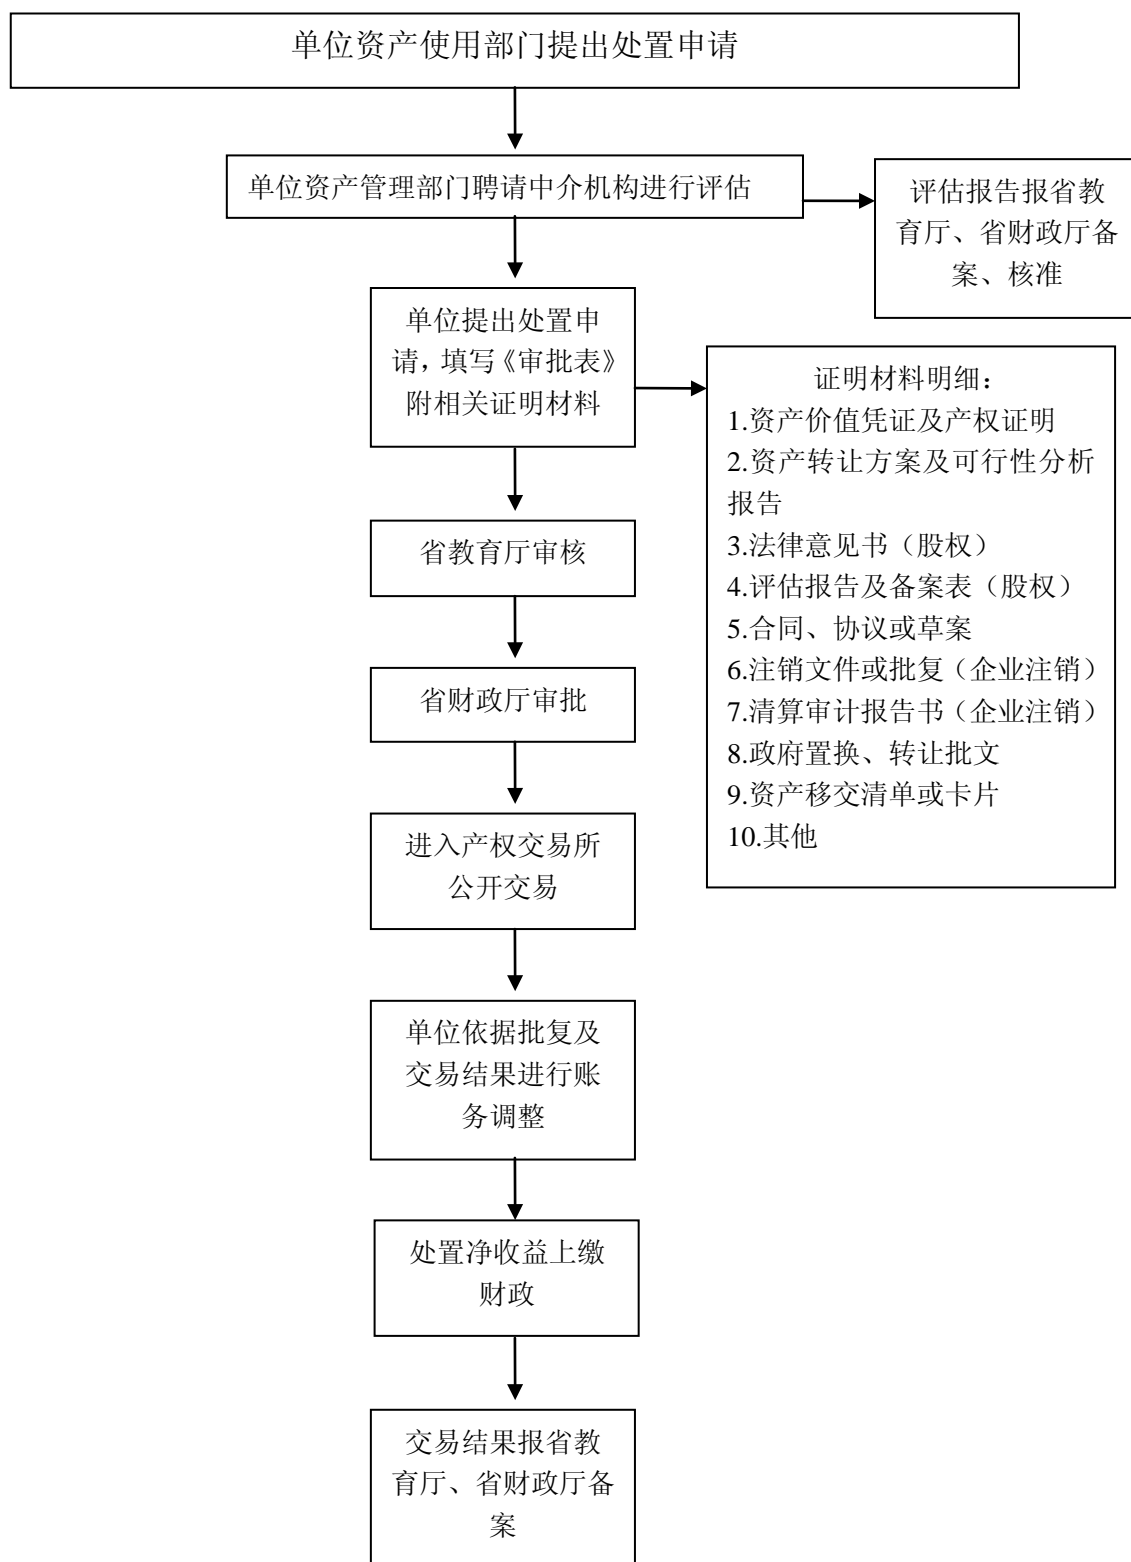 单位资产使用部门提出处置申请
单位资产管理部门聘请中介机构进行评估
评估报告报省教
育厅、省财政厅备
案、核准
单位提出处置申
请，填写《审批表》
附相关证明材料
证明材料明细：
1.资产价值凭证及产权证明
2.资产转让方案及可行性分析
报告
3.法律意见书（股权）
4.评估报告及备案表（股权）
5.合同、协议或草案
6.注销文件或批复（企业注销）
7.清算审计报告书（企业注销）
8.政府置换、转让批文
9.资产移交清单或卡片
10.其他
省教育厅审核
省财政厅审批
进入产权交易所
公开交易
单位依据批复及
交易结果进行账
务调整
处置净收益上缴
财政
交易结果报省教
育厅、省财政厅备
案